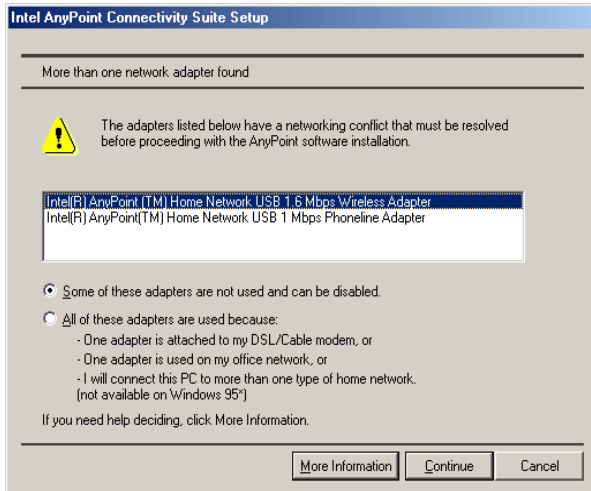 Intel AnyPoint Connectivity Suite Setup
More than one network adapter found
The adapters listed below have a networking conflict that must be resolved
before proceeding with the AnyPoint software installation.
Intel(R) AnyPoint (TM) Home Network USB 1.6 Mbps Wireless Adapter
Intel(R) AnyPoint(TM) Home Network USB 1 Mbps Phoneline Adapter
Some of these adapters are not used and can be disabled.
All of these adapters are used because:
- One adapter is attached to my DSL/Cable modem, or
- One adapter is used on my office network, or
- I will connect this PC to more than one type of home network.
(not available on Windows 95*)
If you need help deciding, click More Information.
More Information Continue Cancel